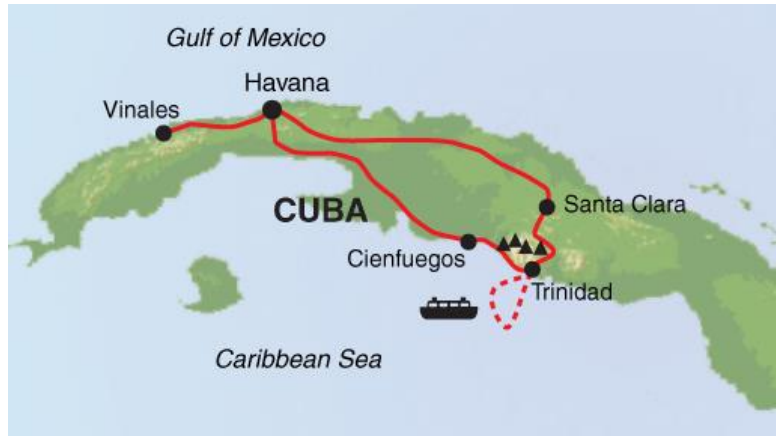 Gulf of Mexico
Havana
Vinales
CUBA
Santa Clara
Cienfuegos
Trinidad
Caribbean Sea